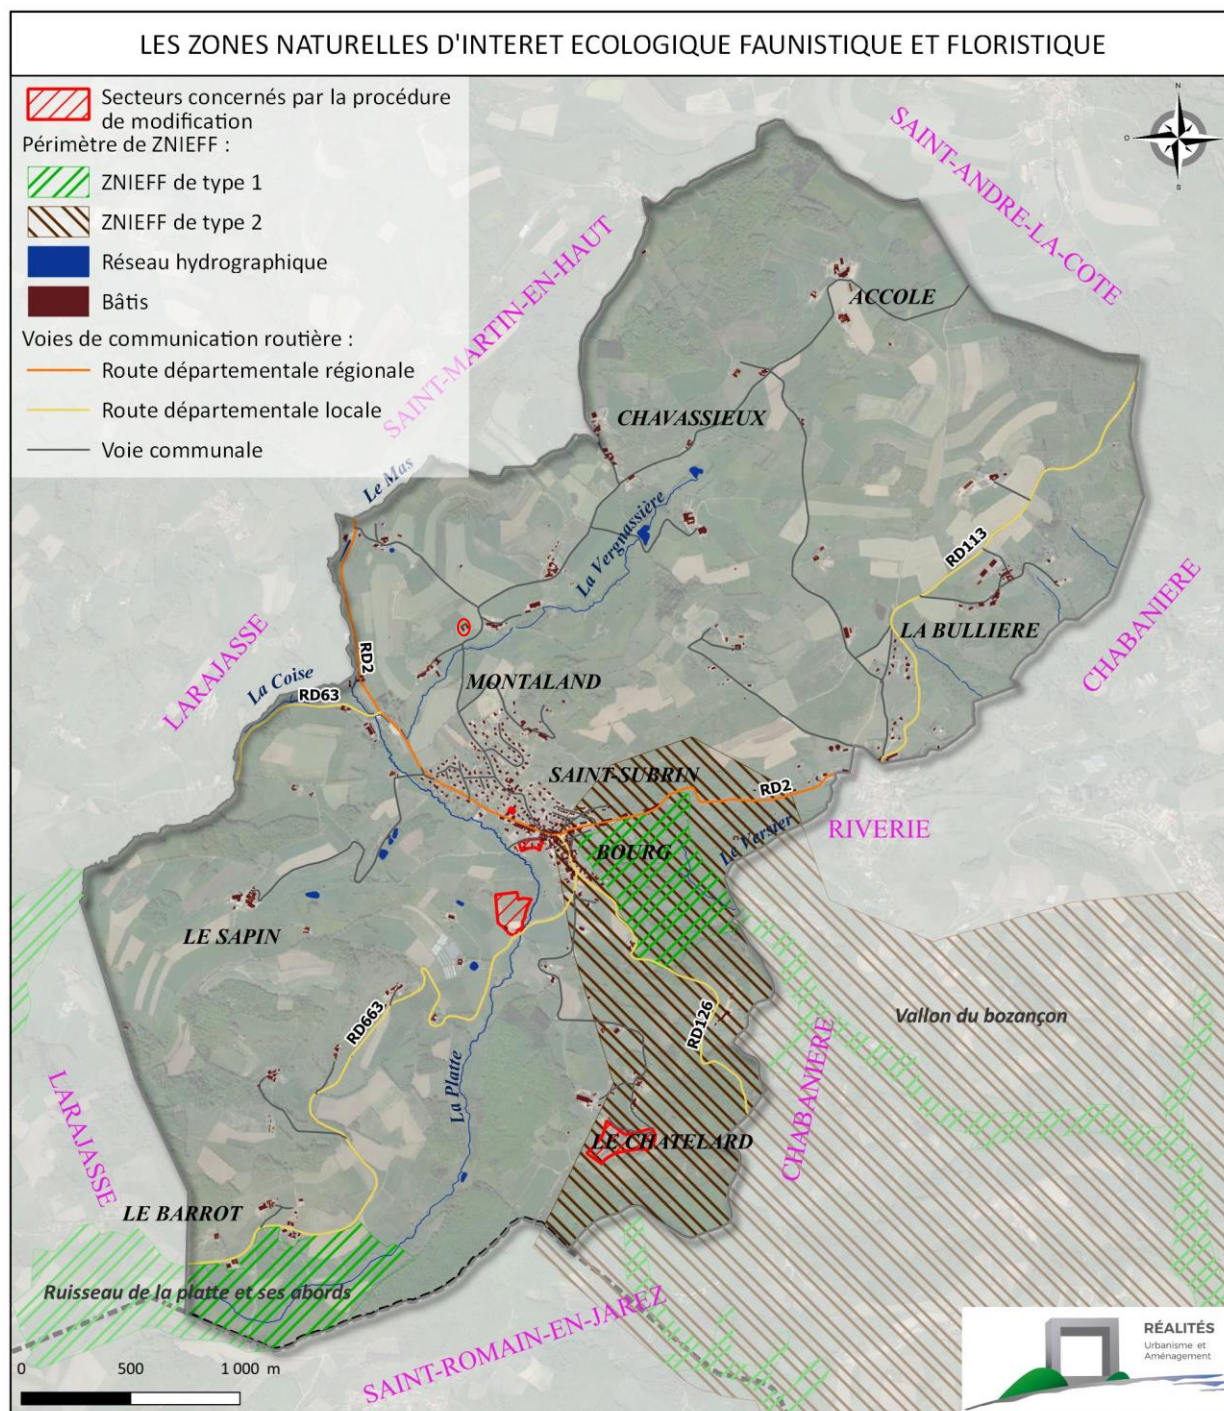 LES ZONES NATURELLES D'INTERET ECOLOGIQUE FAUNISTIQUE ET FLORISTIQUE
Secteurs concernés par la procédure
de modification
Périmètre de ZNIEFF :
ZNIEFF de type 1
ZNIEFF de type 2
Réseau hydrographique
Bâtis
Voies de communication routière :
Route départementale régionale
Route départementale locale
Voie communale
N
O
S
SAINT-ANDRE-LA-COTE
SAINT-MARTIN-EN-HAUT
ACCOLE
CHAVASSIEUX
Le Mas
La Vergnassière
RD113
LA BULLIERE
CHABANIERE
LARAJASSE
La Coise
RD63
RD2
MONTALAND
SAINT-SUBRIN
RD2
RIVERIE
BOURG
Le Versier
LE SAPIN
RD663
RD126
Vallon du bozançon
La Platte
LARAJASSE
CHABANIERE
LE CHATELARD
LE BARROT
Ruisseau de la platte et ses abords
SAINT-ROMAIN-EN-JAREZ
0 500 1 000 m
RÉALITÉS
Urbanisme et
Aménagement